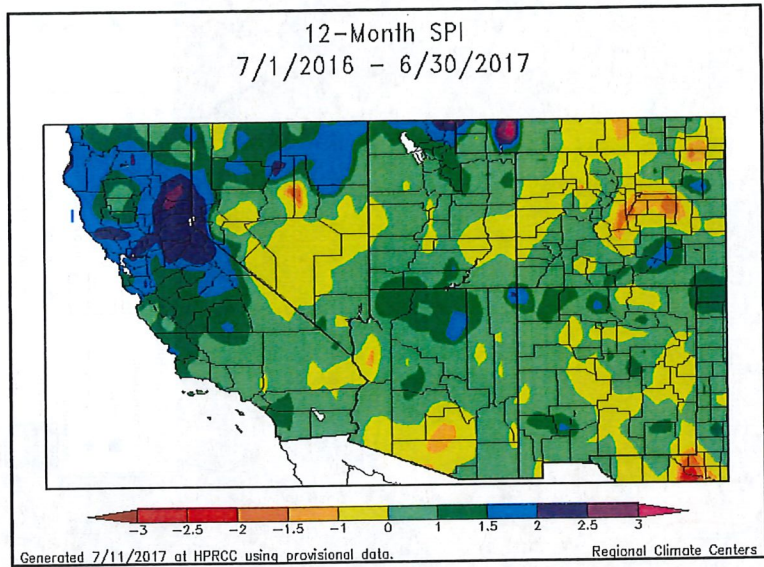 12-Month SPI
7/1/2016 - 6/30/2017
-3 -2.5 -2 -1.5 -1 0 1 1.5 2 2.5 3
Generated 7/11/2017 at HPRCC using provisional data.
Regional Climate Centers